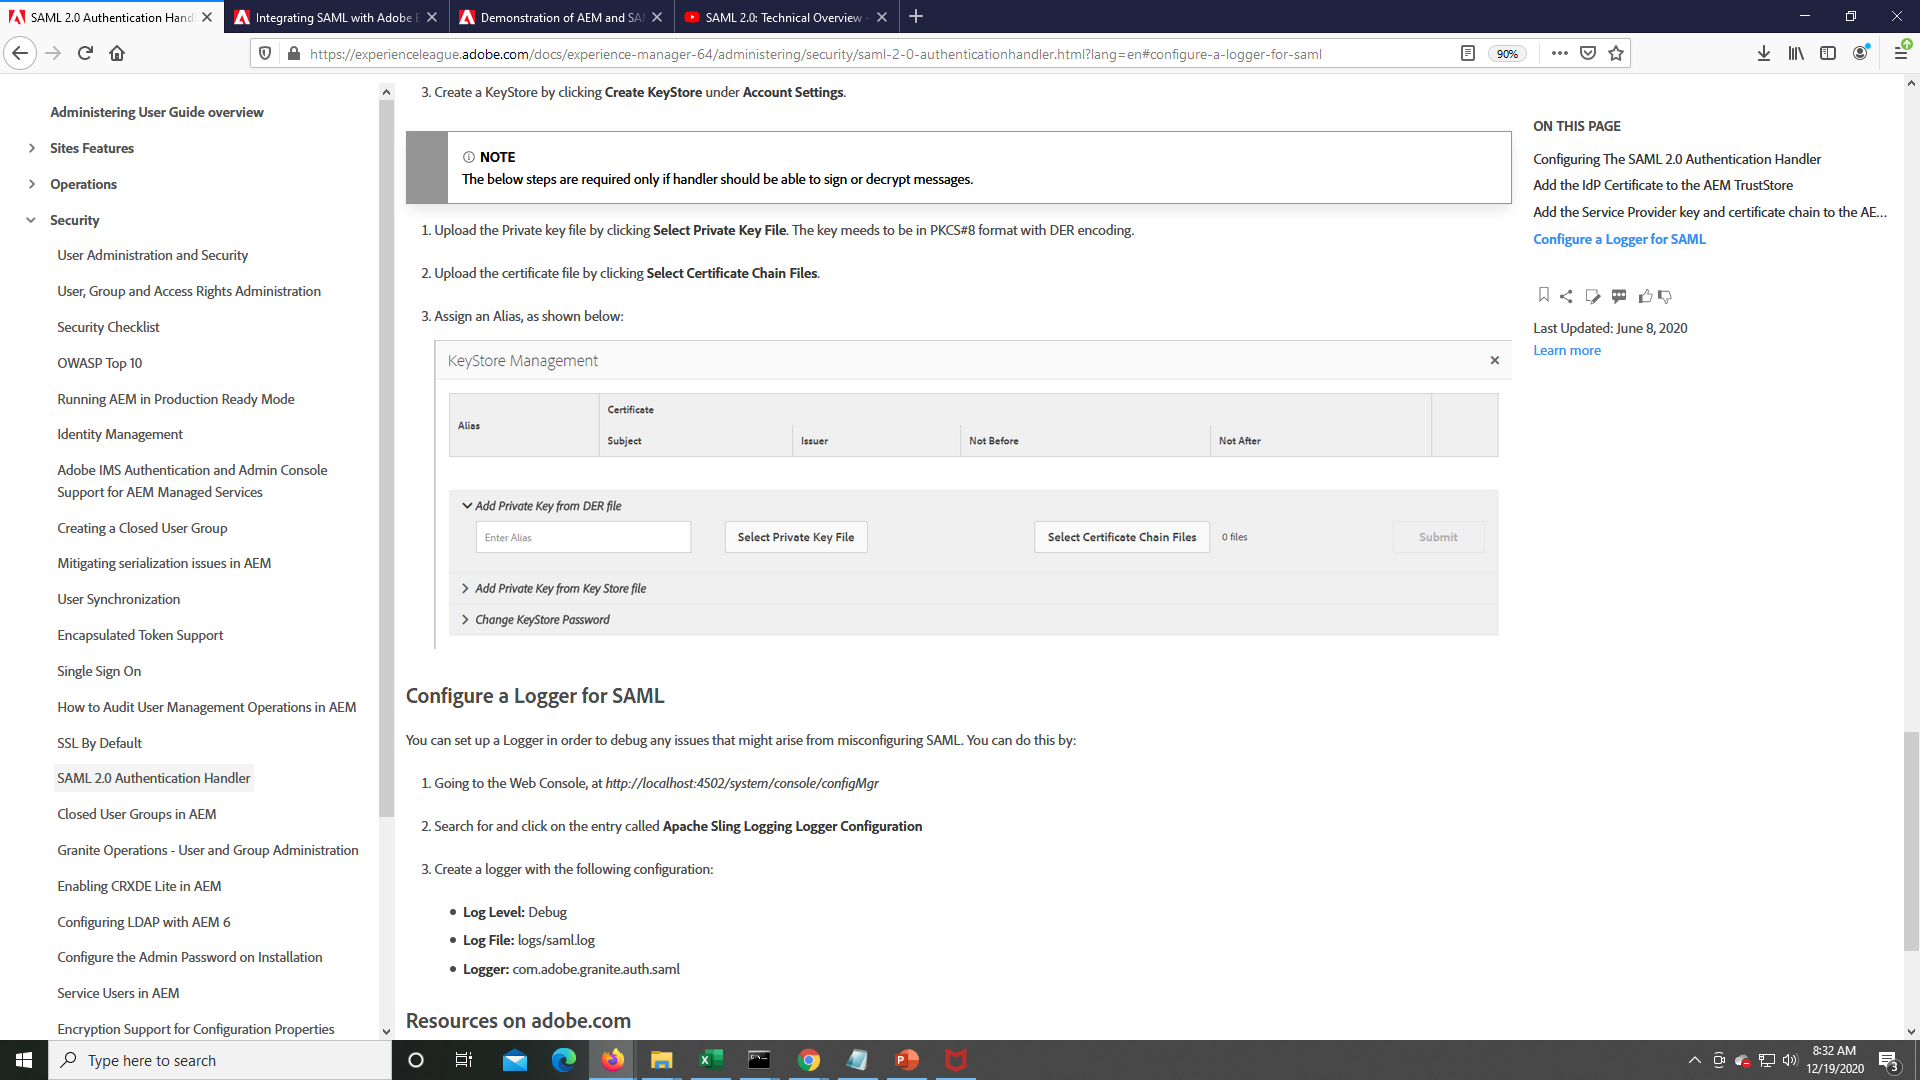 SAML 2.0 Authentication Handl
Integrating SAML with Adobe E
Demonstration of AEM and SAM
SAML 2.0: Technical Overview -
https://experienceleague.adobe.com/docs/experience-manager-64/administering/security/saml-2-0-authenticationhandler.html?lang=en#configure-a-logger-for-saml
90%
Administering User Guide overview
Sites Features
Operations
Security
User Administration and Security
User, Group and Access Rights Administration
Security Checklist
OWASP Top 10
Running AEM in Production Ready Mode
Identity Management
Adobe IMS Authentication and Admin Console
Support for AEM Managed Services
Creating a Closed User Group
Mitigating serialization issues in AEM
User Synchronization
Encapsulated Token Support
Single Sign On
How to Audit User Management Operations in AEM
SSL By Default
SAML 2.0 Authentication Handler
Closed User Groups in AEM
Granite Operations - User and Group Administration
Enabling CRXDE Lite in AEM
Configuring LDAP with AEM 6
Configure the Admin Password on Installation
Service Users in AEM
Encryption Support for Configuration Properties
3. Create a KeyStore by clicking Create KeyStore under Account Settings.
NOTE
The below steps are required only if handler should be able to sign or decrypt messages.
1. Upload the Private key file by clicking Select Private Key File. The key needs to be in PKCS#8 format with DER encoding.
2. Upload the certificate file by clicking Select Certificate Chain Files.
3. Assign an Alias, as shown below:
KeyStore Management
Alias
Certificate
Subject
Issuer
Not Before
Not After
Add Private Key from DER file
Enter Alias
Select Private Key File
Select Certificate Chain Files
0 files
Submit
Add Private Key from Key Store file
Change KeyStore Password
Configure a Logger for SAML
You can set up a Logger in order to debug any issues that might arise from misconfiguring SAML. You can do this by:
1. Going to the Web Console, at http://localhost:4502/system/console/configMgr
2. Search for and click on the entry called Apache Sling Logging Logger Configuration
3. Create a logger with the following configuration:
• Log Level: Debug
• Log File: logs/saml.log
• Logger: com.adobe.granite.auth.saml
Resources on adobe.com
ON THIS PAGE
Configuring The SAML 2.0 Authentication Handler
Add the IdP Certificate to the AEM TrustStore
Add the Service Provider key and certificate chain to the AE...
Configure a Logger for SAML
Last Updated: June 8, 2020
Learn more
Type here to search
8:32 AM
12/19/2020
3